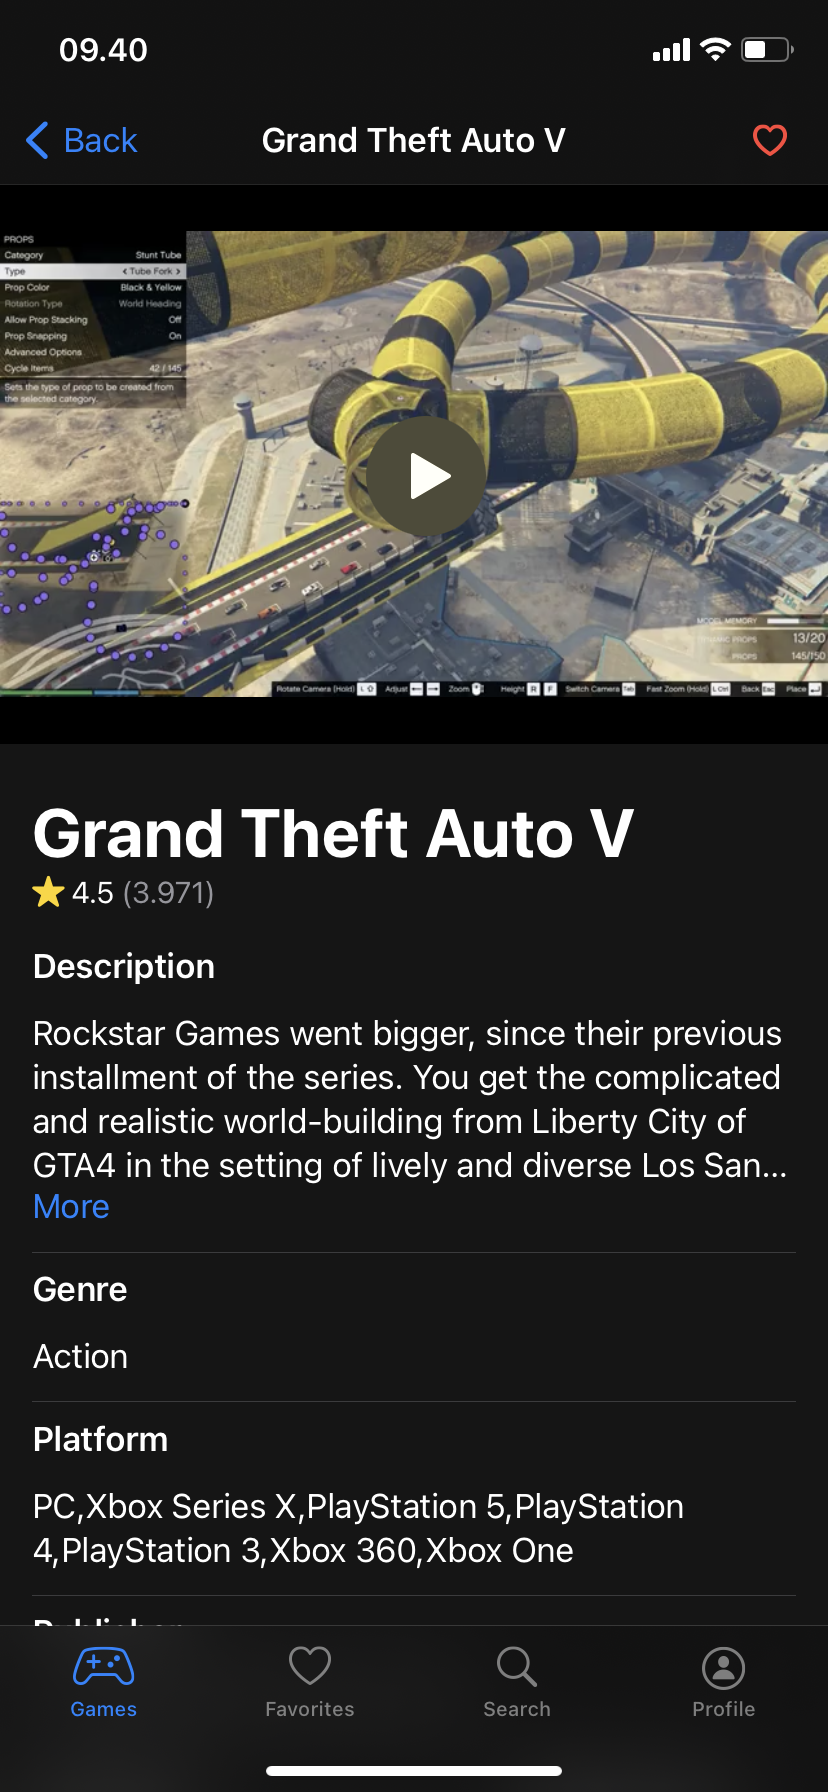 09.40
Back
Grand Theft Auto V
PROPS
Category Stunt Tube
Type < Tube Fork >
Prop Color Black & Yellow
Rotation Type World Heading
Allow Prop Stacking Off
Prop Snapping On
Advanced Options
Cycle Items 42 / 145
Sets the type of prop to be created from
the selected category.
MODEL MEMORY
DYNAMIC PROPS 13/20
PROPS 145/150
Rotate Camera (Hold) Adjust Zoom Height R F Switch Camera Tab Fast Zoom (Hold) L Ctrl Back Esc Place
Grand Theft Auto V
4.5 (3.971)
Description
Rockstar Games went bigger, since their previous
installment of the series. You get the complicated
and realistic world-building from Liberty City of
GTA4 in the setting of lively and diverse Los San...
More
Genre
Action
Platform
PC,Xbox Series X,PlayStation 5,PlayStation
4,PlayStation 3,Xbox 360,Xbox One
Games
Favorites
Search
Profile